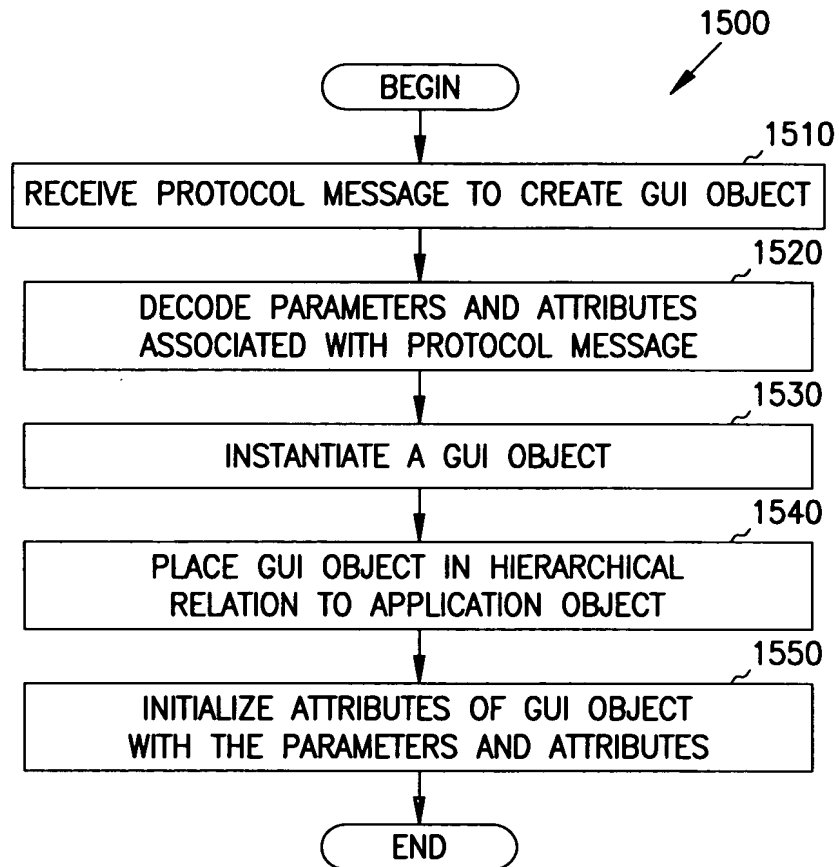 1500
BEGIN
1510
RECEIVE PROTOCOL MESSAGE TO CREATE GUI OBJECT
1520
DECODE PARAMETERS AND ATTRIBUTES
ASSOCIATED WITH PROTOCOL MESSAGE
1530
INSTANTIATE A GUI OBJECT
1540
PLACE GUI OBJECT IN HIERARCHICAL
RELATION TO APPLICATION OBJECT
1550
INITIALIZE ATTRIBUTES OF GUI OBJECT
WITH THE PARAMETERS AND ATTRIBUTES
END